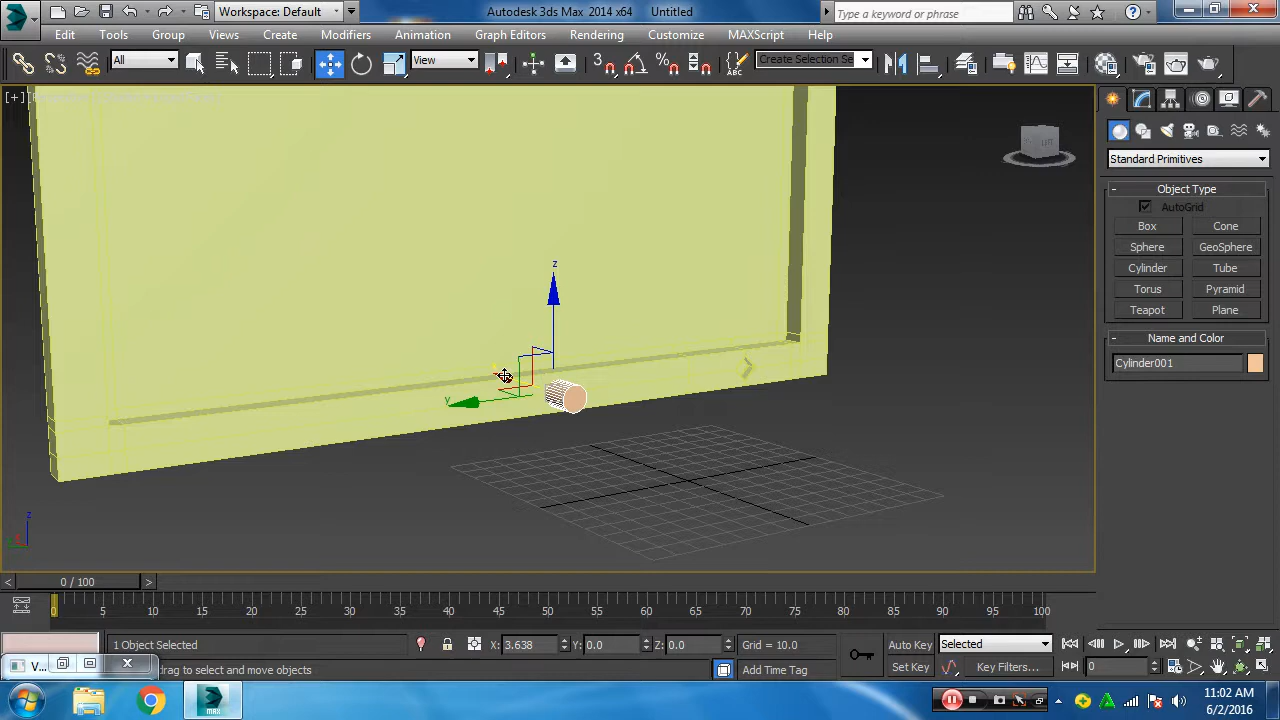 Workspace: Default
Autodesk 3ds Max 2014 x64 Untitled
Type a keyword or phrase
Edit Tools Group Views Create Modifiers Animation Graph Editors Rendering Customize MAXScript Help
All
View
3
%
Create Selection Se
[+]
z
y
Standard Primitives
Object Type
AutoGrid
Box Cone
Sphere GeoSphere
Cylinder Tube
Torus Pyramid
Teapot Plane
Name and Color
Cylinder001
z
0 / 100
0 5 10 15 20 25 30 35 40 45 50 55 60 65 70 75 80 85 90 95 100
1 Object Selected X: 3.638 Y: 0.0 Z: 0.0 Grid = 10.0 Auto Key Selected
V... drag to select and move objects Add Time Tag Set Key Key Filters... 0
MAX
11:02 AM
6/2/2016